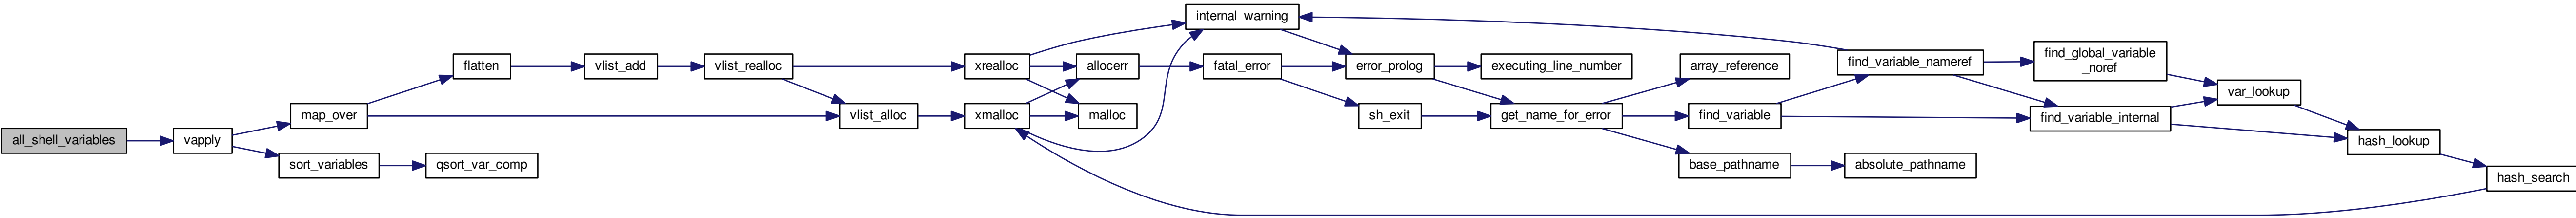 all_shell_variables
vapply
map_over
sort_variables
flatten
qsort_var_comp
vlist_add
vlist_realloc
vlist_alloc
xrealloc
xmalloc
allocerr
malloc
internal_warning
fatal_error
error_prolog
sh_exit
executing_line_number
get_name_for_error
array_reference
find_variable
base_pathname
find_variable_nameref
absolute_pathname
find_global_variable
_noref
find_variable_internal
var_lookup
hash_lookup
hash_search